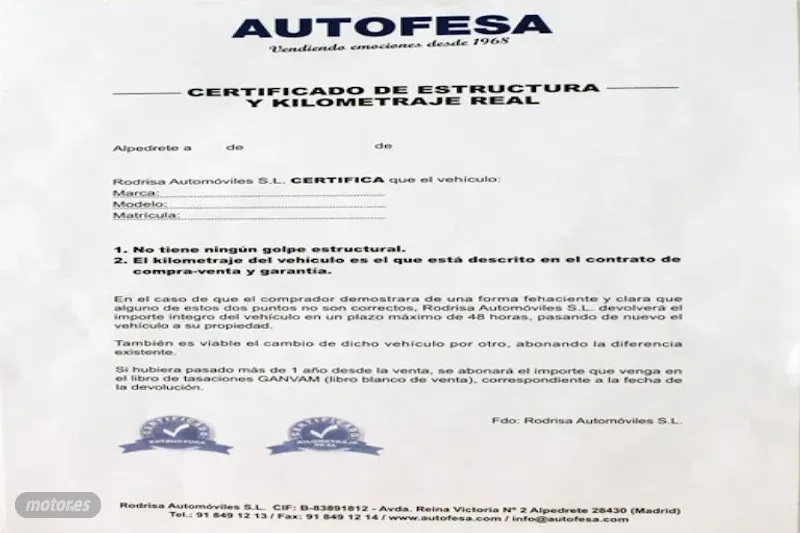 AUTOFESA
Vendiendo emociones desde 1968
CERTIFICADO DE ESTRUCTURA
Y KILOMETRAJE REAL
Alpedrete a de de
Rodrisa Automóviles S.L. CERTIFICA que el vehículo:
Marca:
Modelo:
Matrícula:
1. No tiene ningún golpe estructural.
2. El kilometraje del vehículo es el que está descrito en el contrato de
compra-venta y garantía.
En el caso de que el comprador demostrara de una forma fehaciente y clara que
alguno de estos dos puntos no son correctos, Rodrisa Automóviles S.L. devolverá el
importe integro del vehículo en un plazo máximo de 48 horas, pasando de nuevo el
vehículo a su propiedad.
También es viable el cambio de dicho vehículo por otro, abonando la diferencia
existente.
Si hubiera pasado más de 1 año desde la venta, se abonará el importe que venga en
el libro de tasaciones GANVAM (libro blanco de venta), correspondiente a la fecha de
la devolución.
Fdo: Rodrisa Automóviles S.L.
CERTIFICADO
ESTRUCTURA
CERTIFICADO
KILOMETRAJE
REAL
Rodrisa Automóviles S.L. CIF: B-83891812 - Avda. Reina Victoria Nº 2 Alpedrete 28430 (Madrid)
Tel.: 91 849 12 13 / Fax: 91 849 12 14 / www.autofesa.com / info@autofesa.com
motor.es